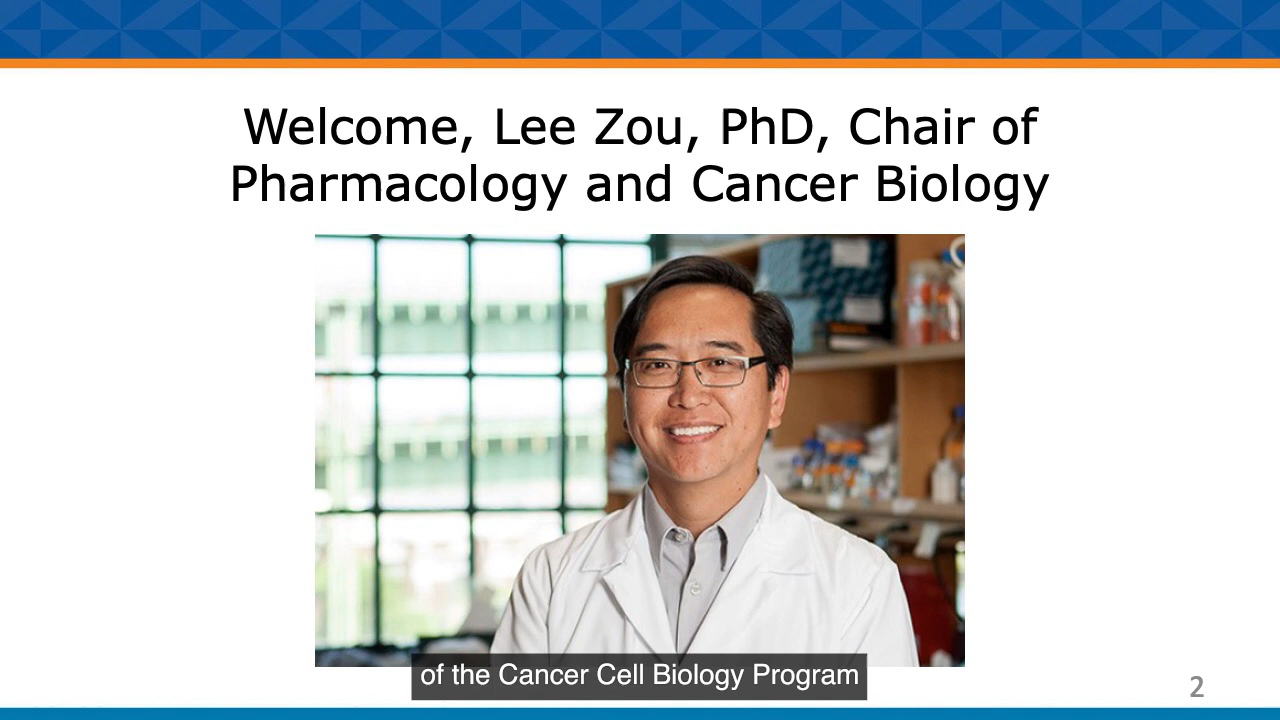 Welcome, Lee Zou, PhD, Chair of
Pharmacology and Cancer Biology
of the Cancer Cell Biology Program
2